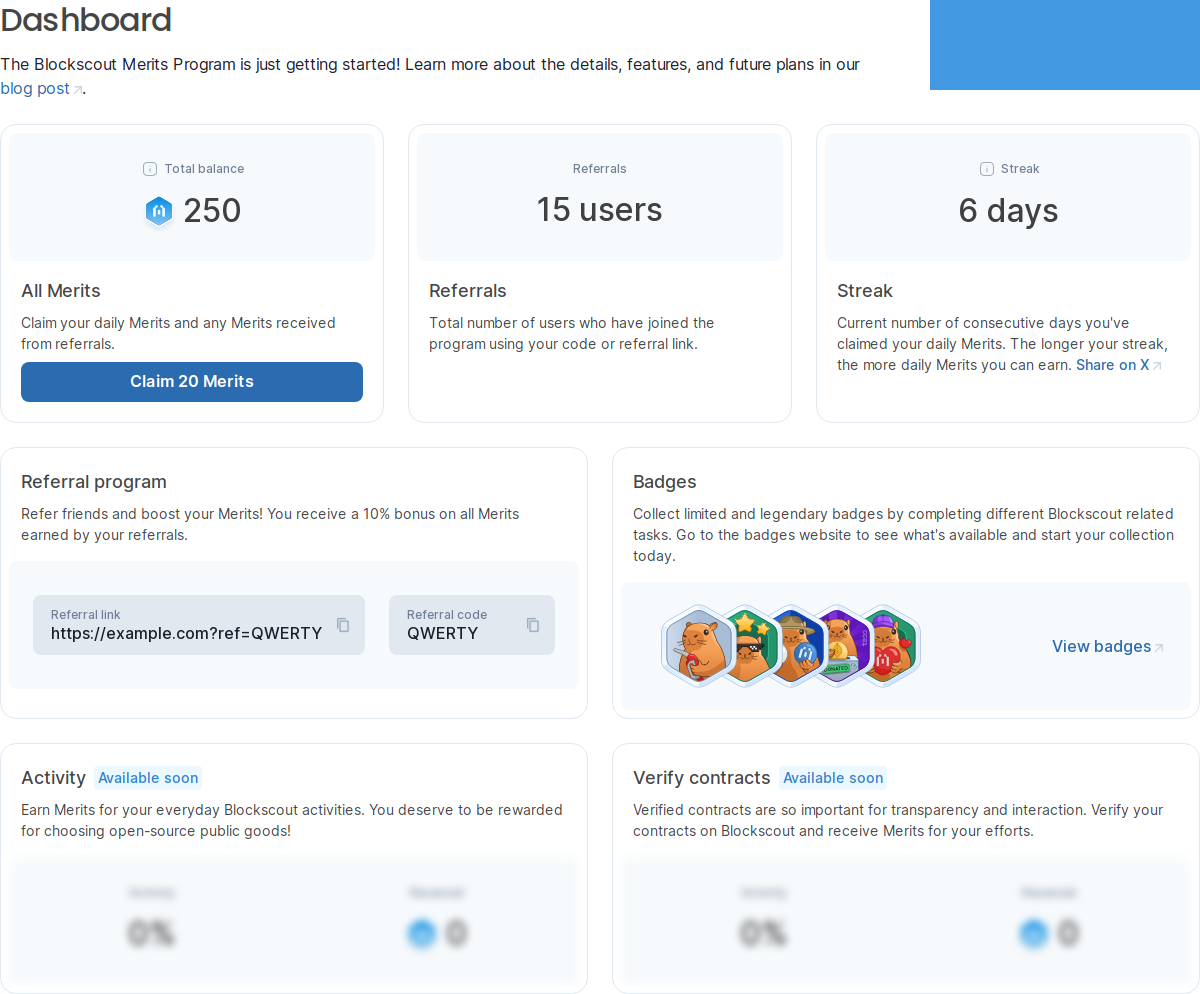 Dashboard
The Blockscout Merits Program is just getting started! Learn more about the details, features, and future plans in our
blog post.
Total balance
250
All Merits
Claim your daily Merits and any Merits received
from referrals.
Claim 20 Merits
Referrals
15 users
Referrals
Total number of users who have joined the
program using your code or referral link.
Streak
6 days
Streak
Current number of consecutive days you've
claimed your daily Merits. The longer your streak,
the more daily Merits you can earn. Share on X
Referral program
Refer friends and boost your Merits! You receive a 10% bonus on all Merits
earned by your referrals.
Referral link
https://example.com?ref=QWERTY
Referral code
QWERTY
Badges
Collect limited and legendary badges by completing different Blockscout related
tasks. Go to the badges website to see what's available and start your collection
today.
DONATED
View badges
Activity Available soon
Earn Merits for your everyday Blockscout activities. You deserve to be rewarded
for choosing open-source public goods!
Activity
Received
0%
0
Verify contracts Available soon
Verified contracts are so important for transparency and interaction. Verify your
contracts on Blockscout and receive Merits for your efforts.
Activity
Received
0%
0